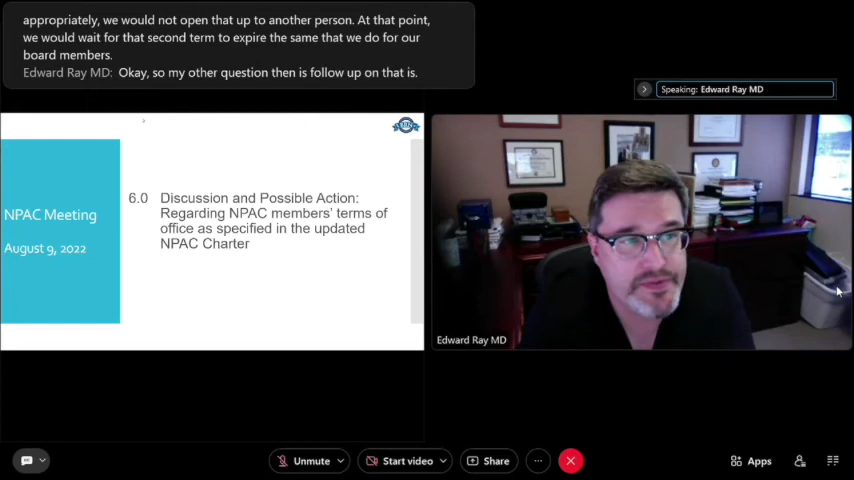 appropriately, we would not open that up to another person. At that point,
we would wait for that second term to expire the same that we do for our
board members.
Edward Ray MD: Okay, so my other question then is follow up on that is.
Speaking: Edward Ray MD
NPAC Meeting
August 9, 2022
6.0 Discussion and Possible Action:
Regarding NPAC members' terms of
office as specified in the updated
NPAC Charter
Edward Ray MD
Unmute
Start video
Share
Apps